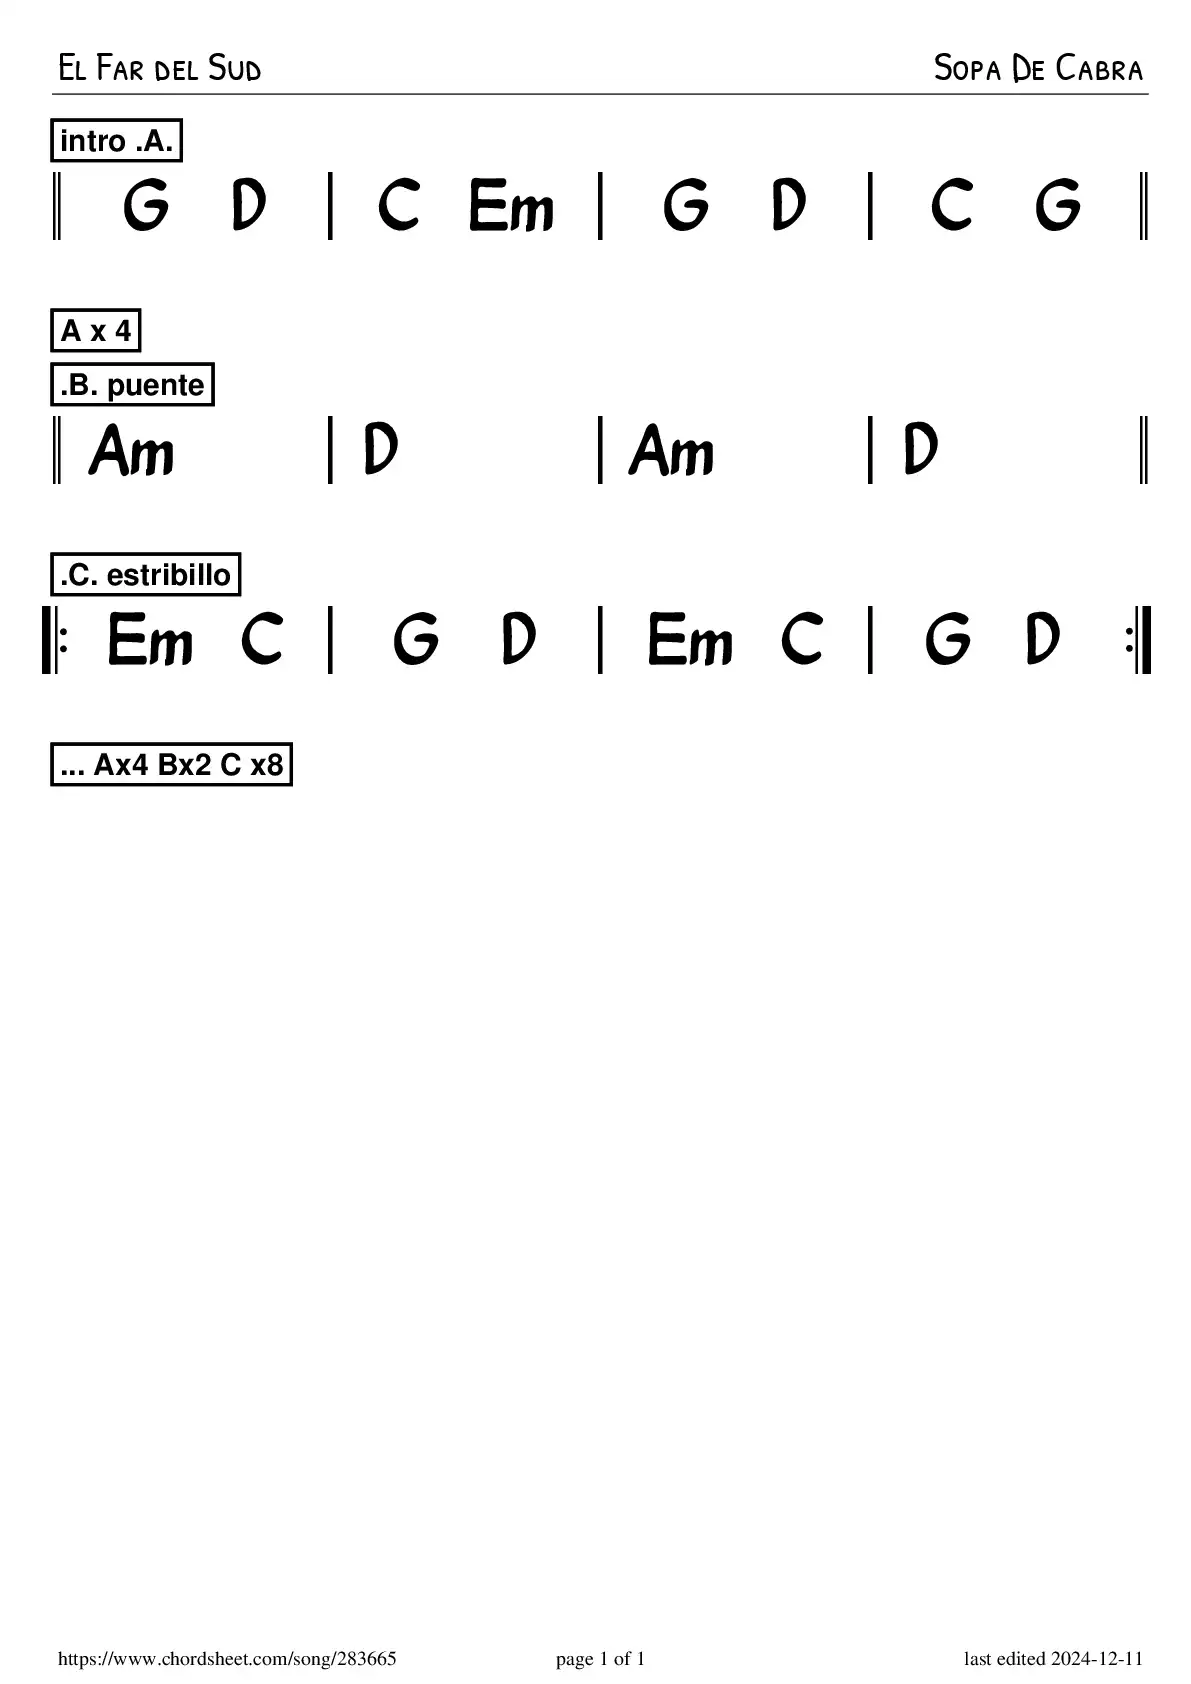 El Far del Sud Sopa De Cabra
intro .A.
G D | C Em | G D | C G
A x 4
.B. puente
Am | D | Am | D
.C. estribillo
|: Em C | G D | Em C | G D :|
... Ax4 Bx2 C x8
https://www.chordsheet.com/song/283665 page 1 of 1 last edited 2024-12-11